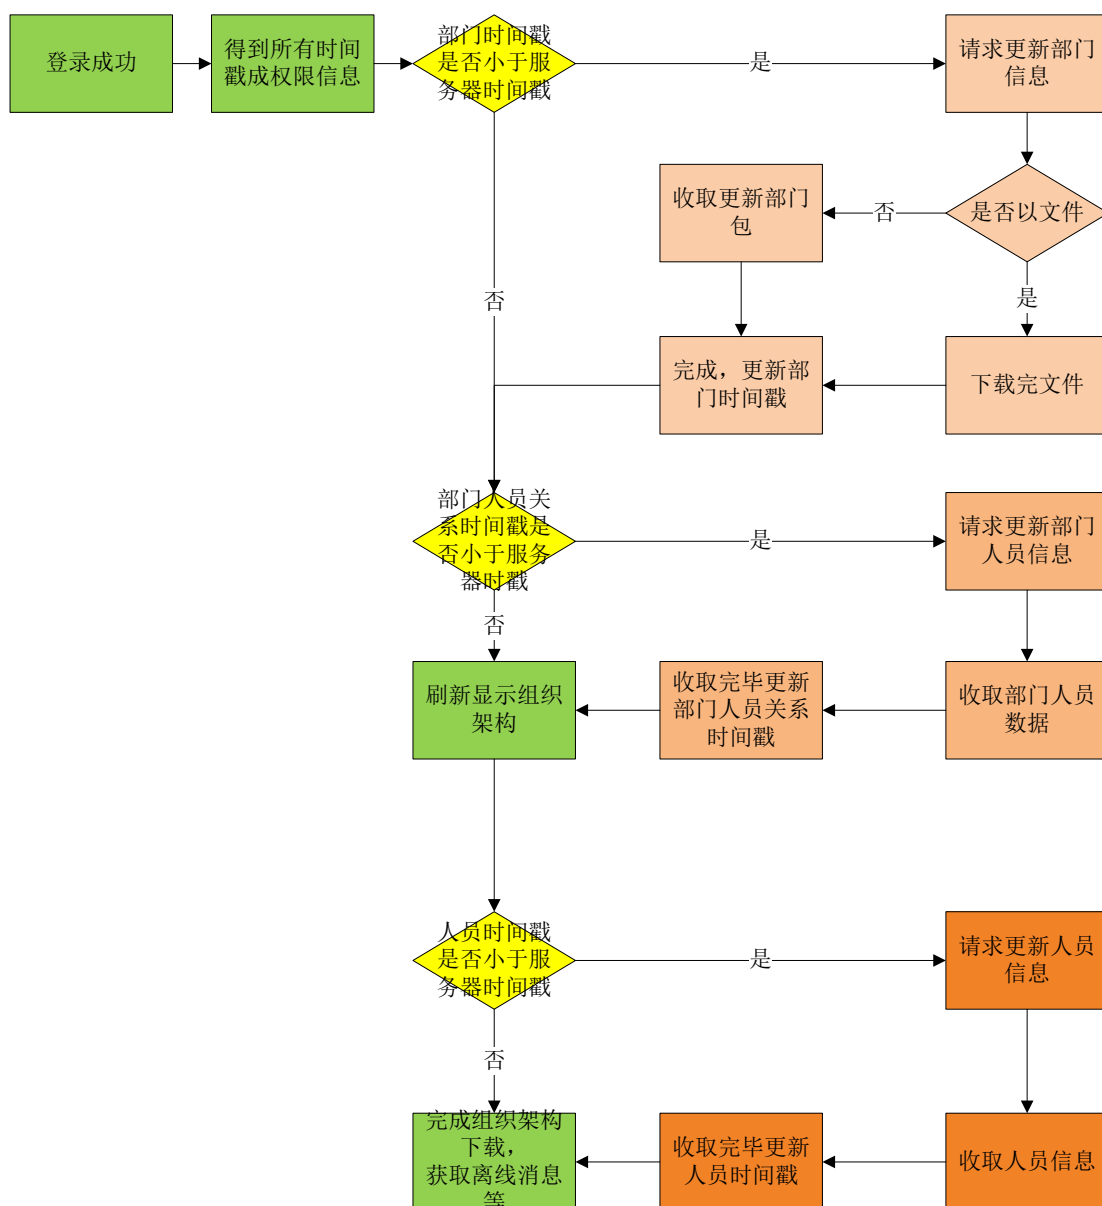 登录成功
得到所有时间
戳成权限信息
部门时间戳
是否小于服
务器时间戳
是
请求更新部门
信息
收取更新部门
包
否
是否以文件
否
是
完成，更新部
门时间戳
下载完文件
部门人员关
系时间戳是
否小于服务
器时戳
是
请求更新部门
人员信息
否
刷新显示组织
架构
收取完毕更新
部门人员关系
时间戳
收取部门人员
数据
人员时间戳
是否小于服
务器时间戳
是
请求更新人员
信息
否
完成组织架构
下载，
获取离线消息
等
收取完毕更新
人员时间戳
收取人员信息